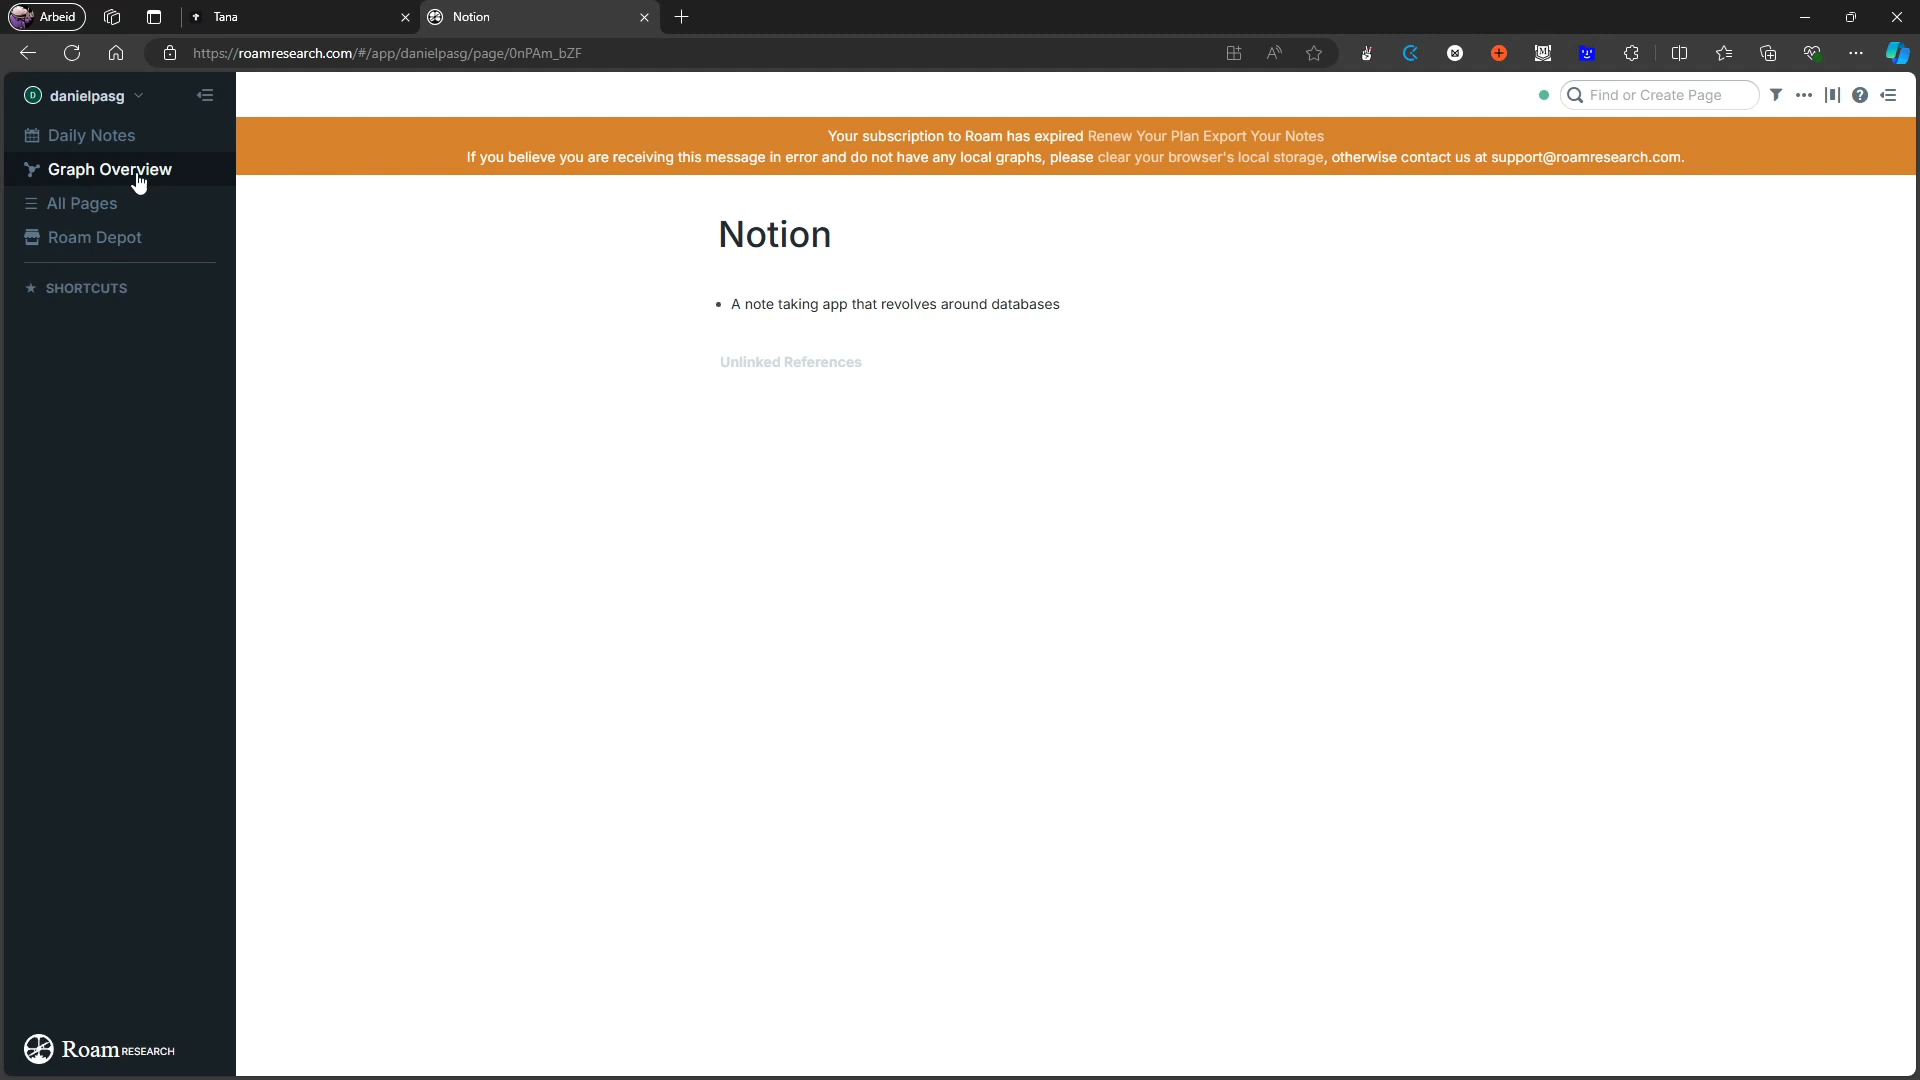 Arbeid
Tana
Notion
https://roamresearch.com/#/app/danielpasg/page/0nPAm_bZF
D danielpasg
Find or Create Page
Daily Notes
Graph Overview
All Pages
Roam Depot
★ SHORTCUTS
Your subscription to Roam has expired Renew Your Plan Export Your Notes
If you believe you are receiving this message in error and do not have any local graphs, please clear your browser's local storage, otherwise contact us at support@roamresearch.com.
Notion
• A note taking app that revolves around databases
Unlinked References
Roam RESEARCH